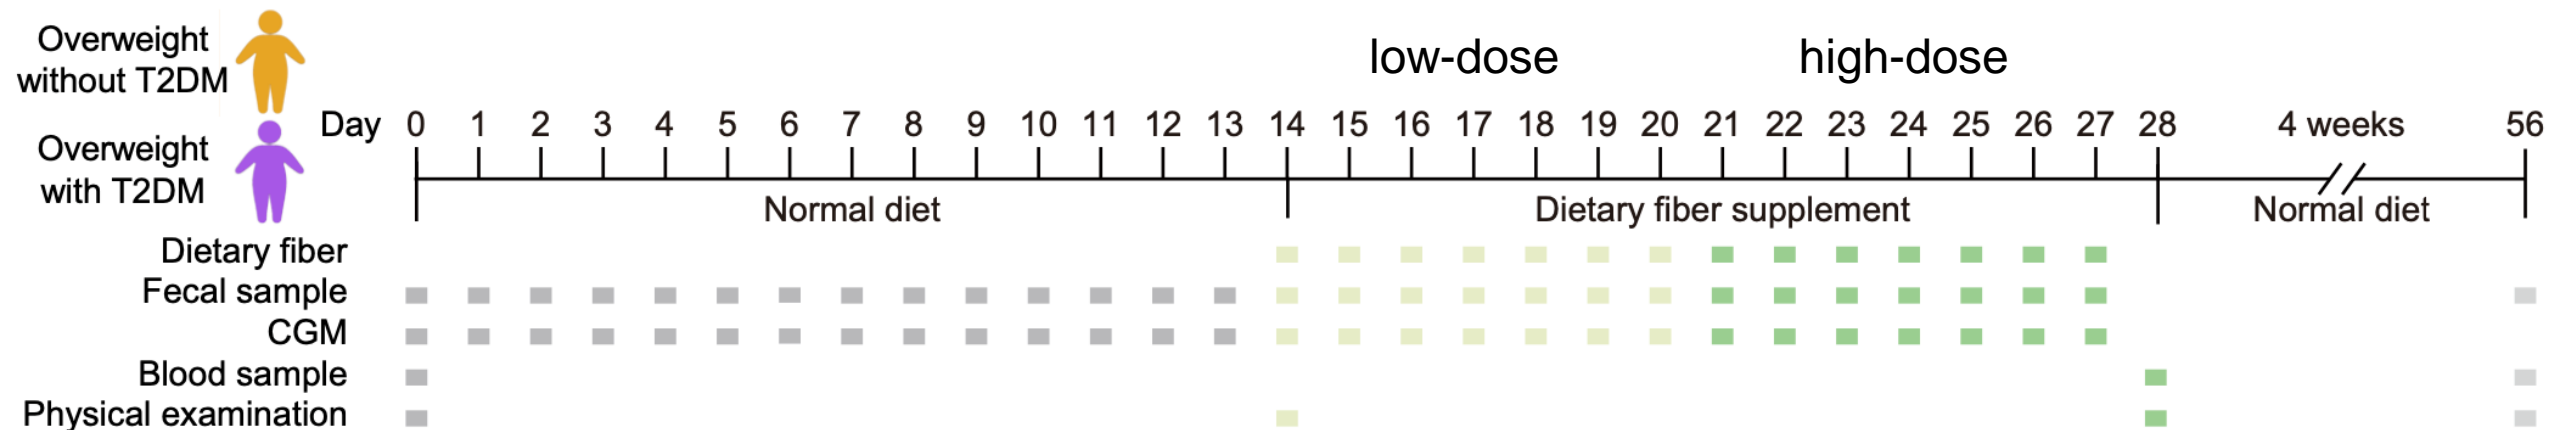 Overweight
without T2DM
low-dose
high-dose
Day 0 1 2 3 4 5 6 7 8 9 10 11 12 13 14 15 16 17 18 19 20 21 22 23 24 25 26 27 28 4 weeks 56
Overweight
with T2DM
Normal diet
Dietary fiber supplement
Normal diet
Dietary fiber
Fecal sample
CGM
Blood sample
Physical examination